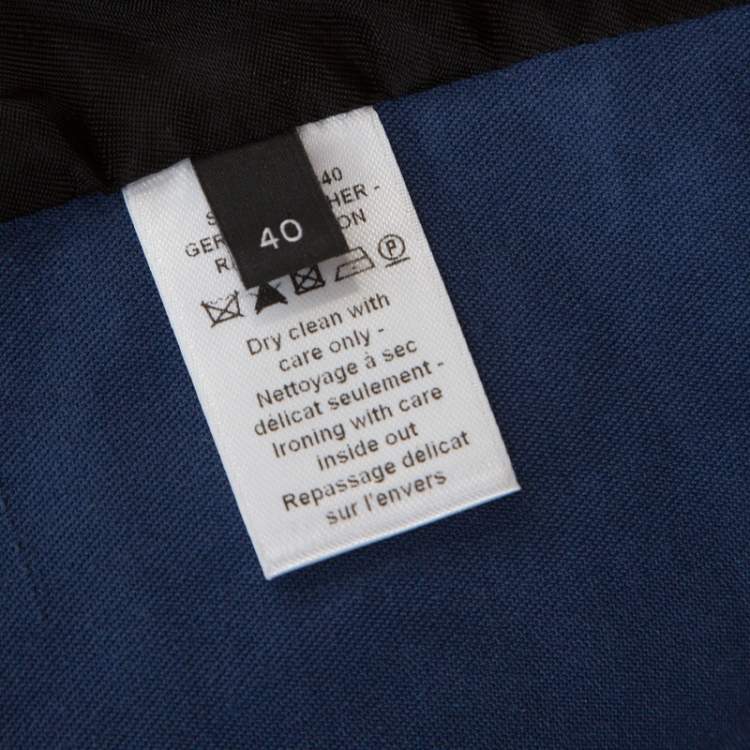 40
40
Dry clean with
care only -
Nettoyage à sec
délicat seulement -
Ironing with care
inside out
Repassage délicat
sur l'envers